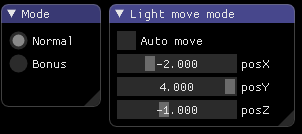 Mode
Normal
Bonus
Light move mode
Auto move
-2.000 posX
4.000 posY
-1.000 posZ